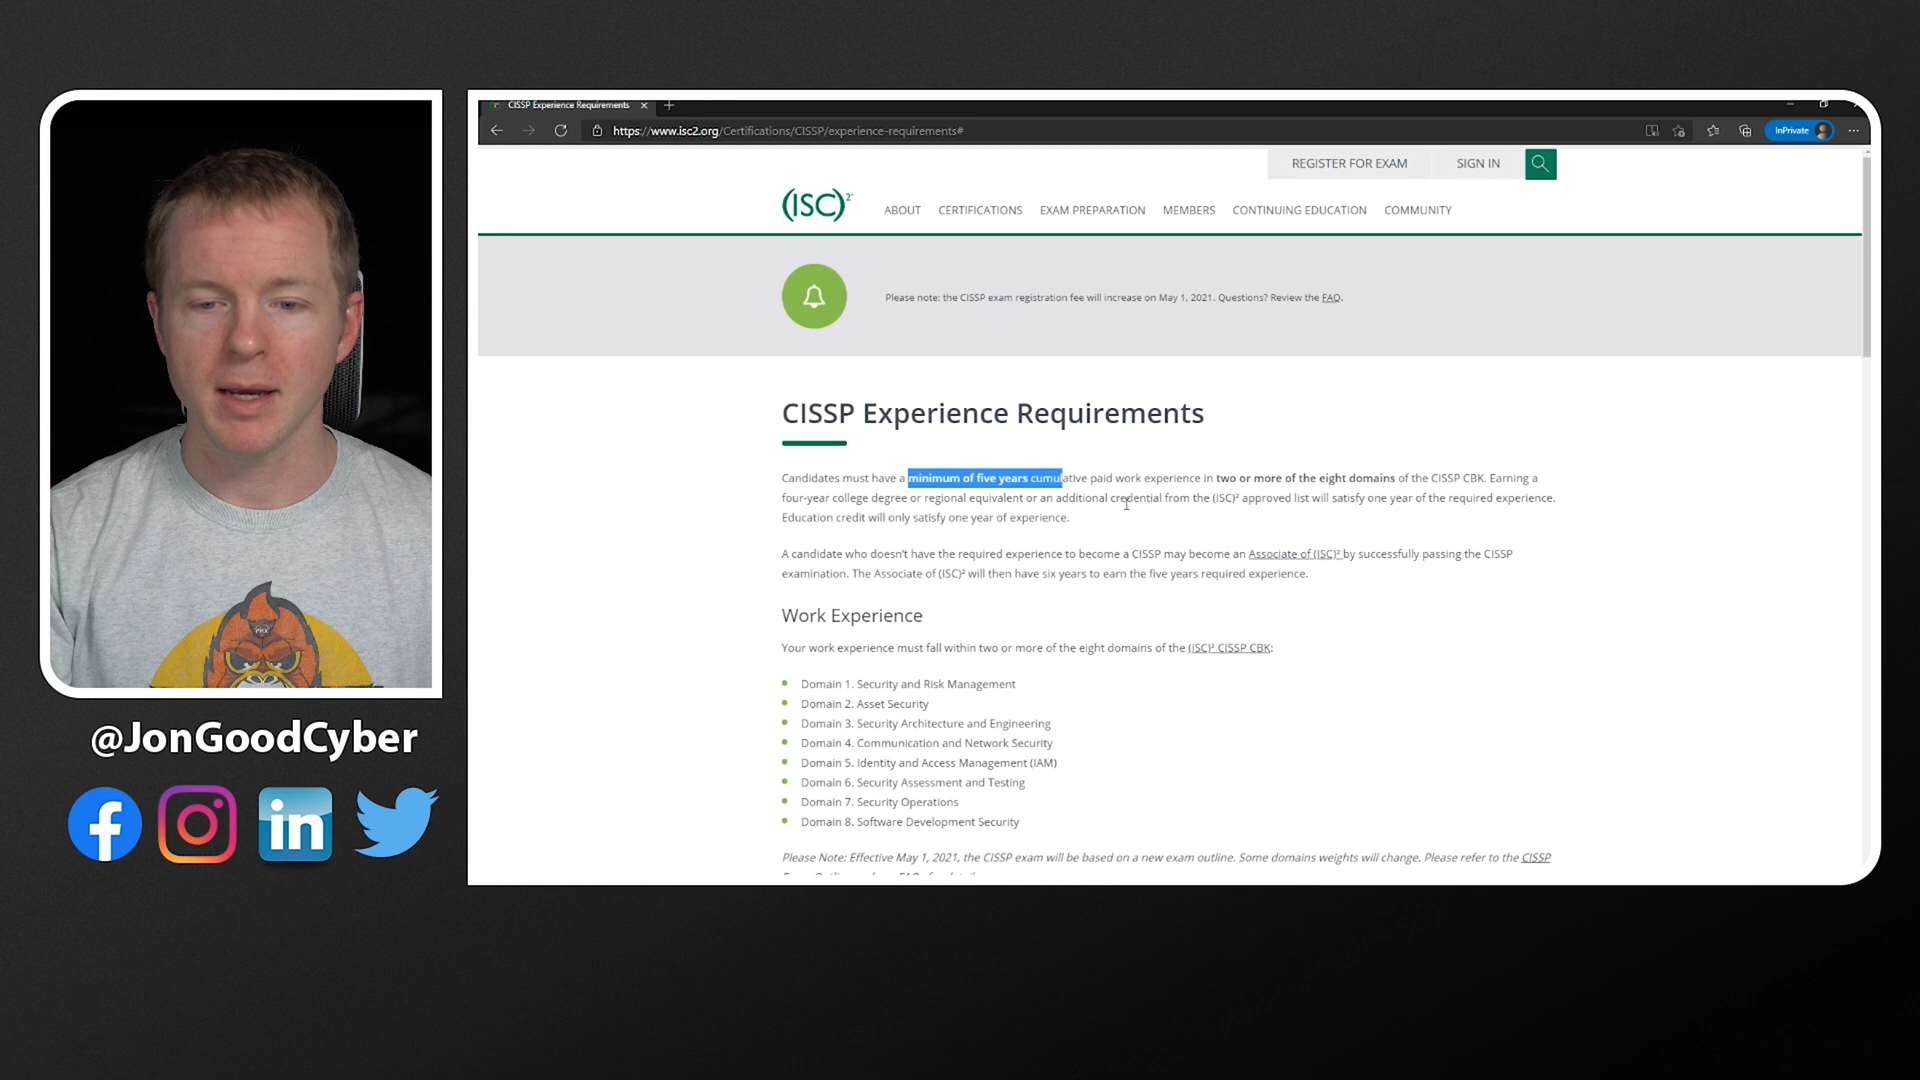 CISSP Experience Requirements
https://www.isc2.org/Certifications/CISSP/experience-requirements#
InPrivate
REGISTER FOR EXAM
SIGN IN
(ISC)²
ABOUT
CERTIFICATIONS
EXAM PREPARATION
MEMBERS
CONTINUING EDUCATION
COMMUNITY
Please note: the CISSP exam registration fee will increase on May 1, 2021. Questions? Review the FAQ.
CISSP Experience Requirements
Candidates must have a minimum of five years cumulative paid work experience in two or more of the eight domains of the CISSP CBK. Earning a
four-year college degree or regional equivalent or an additional credential from the (ISC)² approved list will satisfy one year of the required experience.
Education credit will only satisfy one year of experience.
A candidate who doesn't have the required experience to become a CISSP may become an Associate of (ISC)² by successfully passing the CISSP
examination. The Associate of (ISC)² will then have six years to earn the five years required experience.
Work Experience
Your work experience must fall within two or more of the eight domains of the (ISC)² CISSP CBK:
Domain 1. Security and Risk Management
Domain 2. Asset Security
Domain 3. Security Architecture and Engineering
Domain 4. Communication and Network Security
Domain 5. Identity and Access Management (IAM)
Domain 6. Security Assessment and Testing
Domain 7. Security Operations
Domain 8. Software Development Security
Please Note: Effective May 1, 2021, the CISSP exam will be based on a new exam outline. Some domains weights will change. Please refer to the CISSP
PHX
@JonGoodCyber
f
in